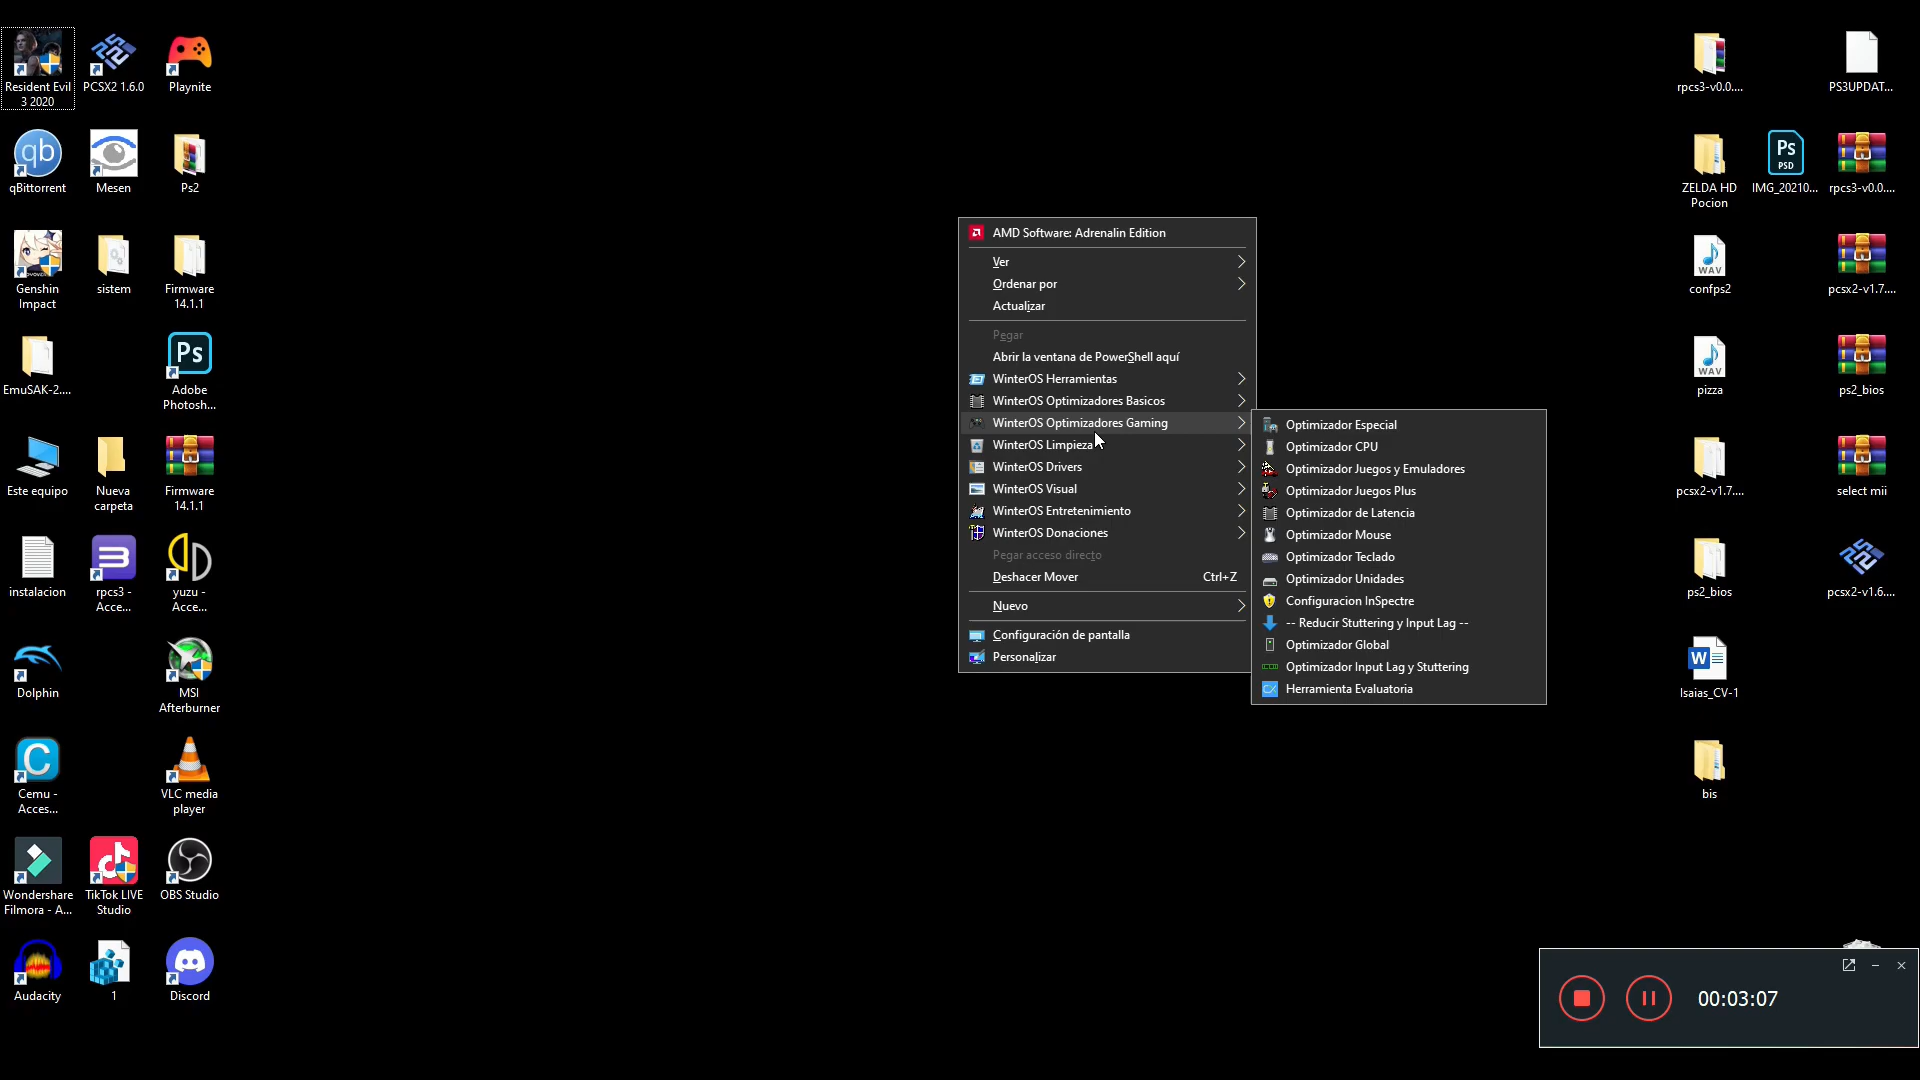 Resident Evil
3 2020
PCSX2 1.6.0
Playnite
qb
qBittorrent
Mesen
Ps2
Genshin
Impact
sistem
Firmware
14.1.1
EmuSAK-2....
Ps
Adobe
Photosh...
Este equipo
Nueva
carpeta
Firmware
14.1.1
instalacion
rpcs3 -
Acce...
yuzu -
Acce...
Dolphin
MSI
Afterburner
Cemu -
Acces...
VLC media
player
Wondershare
Filmora - A...
TikTok LIVE
Studio
OBS Studio
Audacity
1
Discord
AMD Software: Adrenalin Edition
Ver
Ordenar por
Actualizar
Pegar
Abrir la ventana de PowerShell aquí
WinterOS Herramientas
WinterOS Optimizadores Basicos
WinterOS Optimizadores Gaming
WinterOS Limpieza
WinterOS Drivers
WinterOS Visual
WinterOS Entretenimiento
WinterOS Donaciones
Pegar acceso directo
Deshacer Mover Ctrl+Z
Nuevo
Configuración de pantalla
Personalizar
Optimizador Especial
Optimizador CPU
Optimizador Juegos y Emuladores
Optimizador Juegos Plus
Optimizador de Latencia
Optimizador Mouse
Optimizador Teclado
Optimizador Unidades
Configuracion InSpectre
-- Reducir Stuttering y Input Lag --
Optimizador Global
Optimizador Input Lag y Stuttering
Herramienta Evaluatoria
rpcs3-v0.0....
PS3UPDAT...
ZELDA HD
Pocion
Ps
PSD
IMG_20210...
rpcs3-v0.0....
WAV
confps2
pcsx2-v1.7....
WAV
pizza
ps2_bios
pcsx2-v1.7....
select mii
ps2_bios
pcsx2-v1.6....
W
Isaias_CV-1
bis
00:03:07